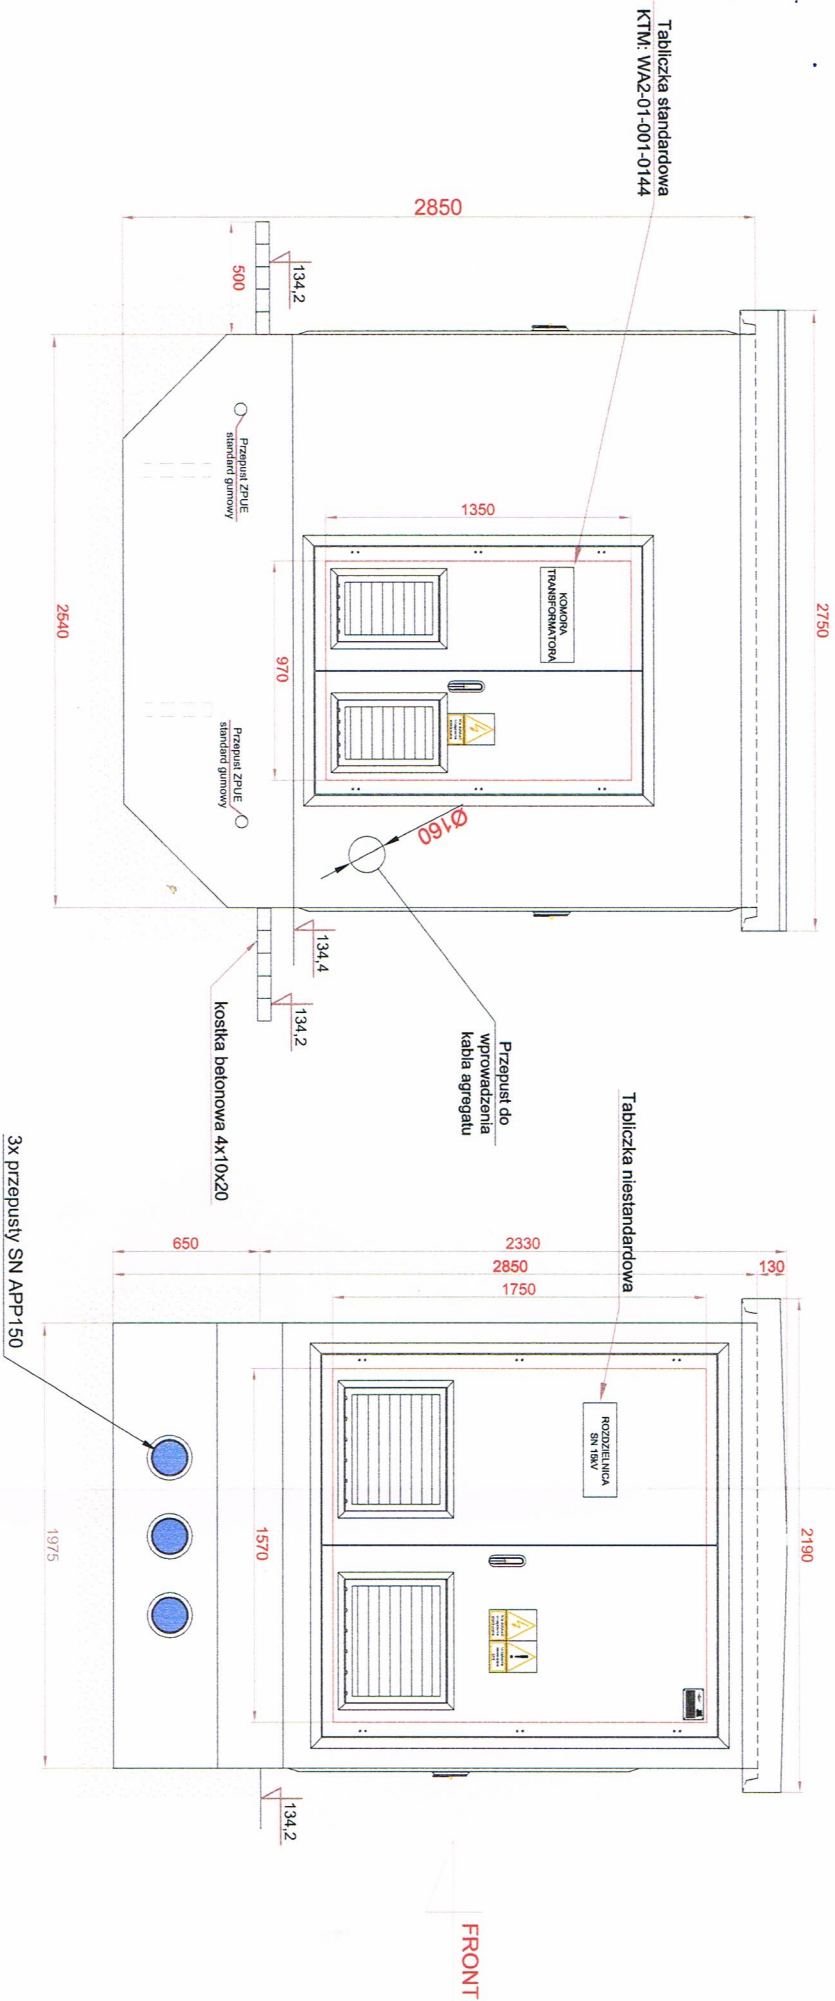 Tabliczka standardowa
KTM: WA2-01-001-0144
2750
2850
1350
970
KOMORA
TRANSFORMATORA
134,2
500
Przepust ZPUE
standard gumowy
Przepust ZPUE
standard gumowy
2540
Ø160
134,4
134,2
kostka betonowa 4x10x20
Przepust do
wprowadzenia
kabla agregatu
Tabliczka niestandardowa
2190
130
2330
2850
1750
650
ROZDZIELNICA
SN 15kV
1570
1975
134,2
3x przepusty SN APP150
FRONT